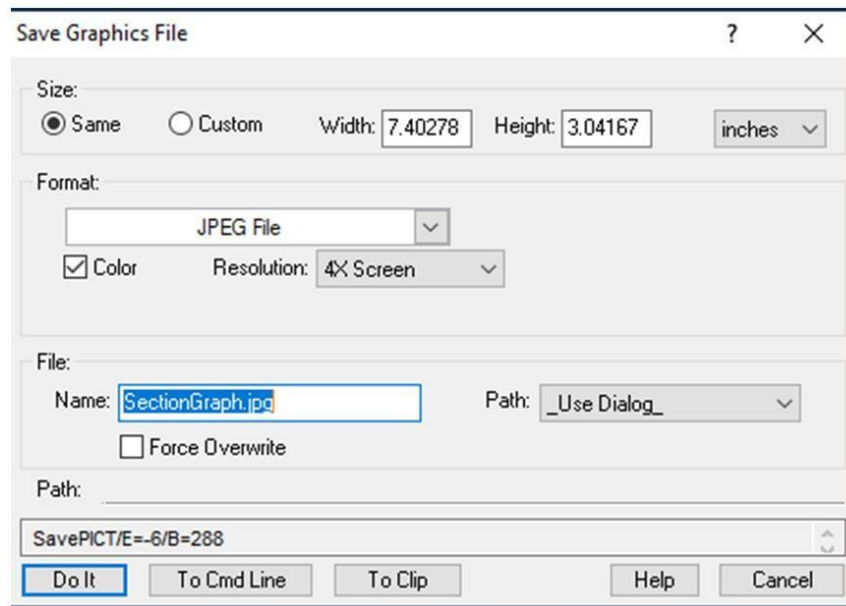 Save Graphics File ?
Size:
Same Custom Width: 7.40278 Height: 3.04167 inches
Format:
JPEG File
Color Resolution: 4X Screen
File:
Name: SectionGraph.jpg Path: _Use Dialog_
Force Overwrite
Path:
SavePICT/E=-6/B=288
Do It To Cmd Line To Clip Help Cancel